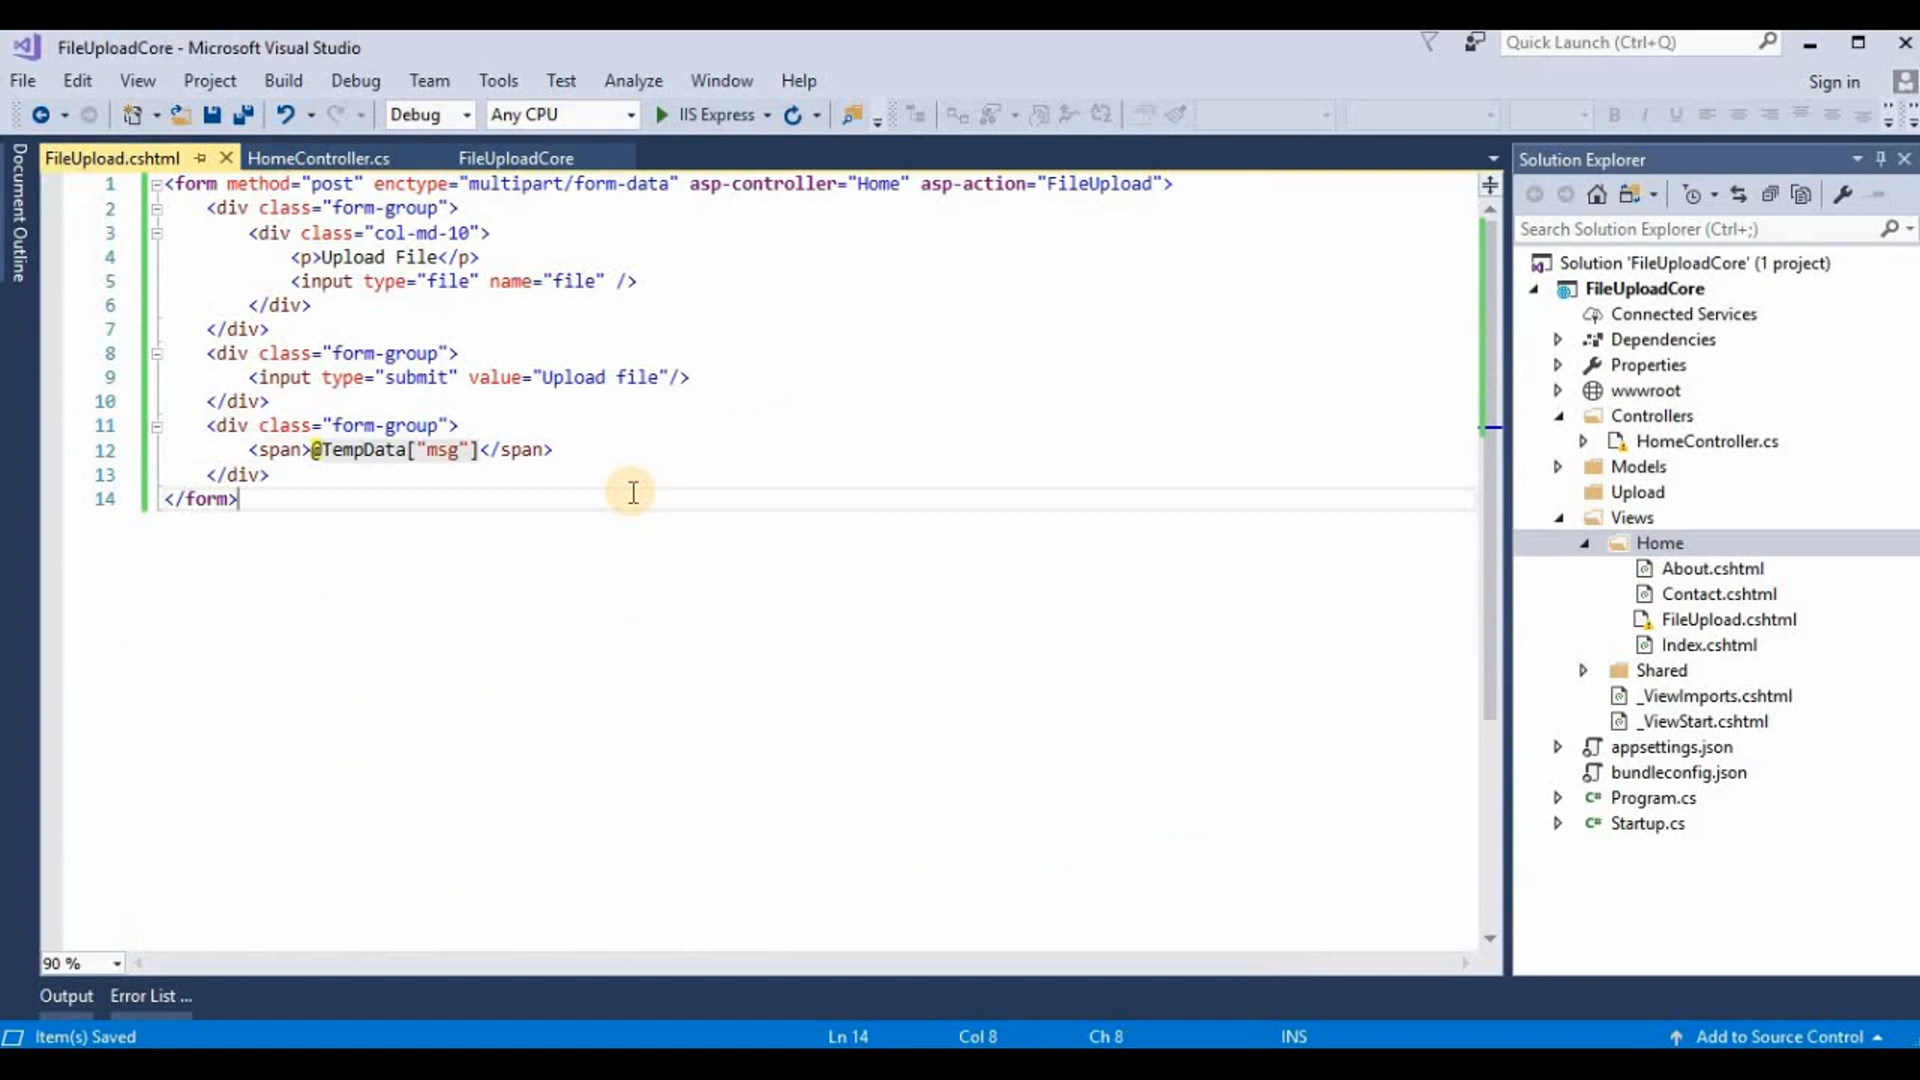 FileUploadCore - Microsoft Visual Studio
Quick Launch (Ctrl+Q)
File Edit View Project Build Debug Team Tools Test Analyze Window Help
Sign in
Debug Any CPU IIS Express
B I U
Document Outline
FileUpload.cshtml HomeController.cs FileUploadCore
1 <form method="post" enctype="multipart/form-data" asp-controller="Home" asp-action="FileUpload">
2 <div class="form-group">
3 <div class="col-md-10">
4 <p>Upload File</p>
5 <input type="file" name="file" />
6 </div>
7 </div>
8 <div class="form-group">
9 <input type="submit" value="Upload file"/>
10 </div>
11 <div class="form-group">
12 <span>@TempData["msg"]</span>
13 </div>
14 </form>
90 %
Solution Explorer
Search Solution Explorer (Ctrl+;)
Solution 'FileUploadCore' (1 project)
FileUploadCore
Connected Services
Dependencies
Properties
wwwroot
Controllers
HomeController.cs
Models
Upload
Views
Home
About.cshtml
Contact.cshtml
FileUpload.cshtml
Index.cshtml
Shared
_ViewImports.cshtml
_ViewStart.cshtml
appsettings.json
bundleconfig.json
C# Program.cs
C# Startup.cs
Output Error List ...
Item(s) Saved Ln 14 Col 8 Ch 8 INS Add to Source Control